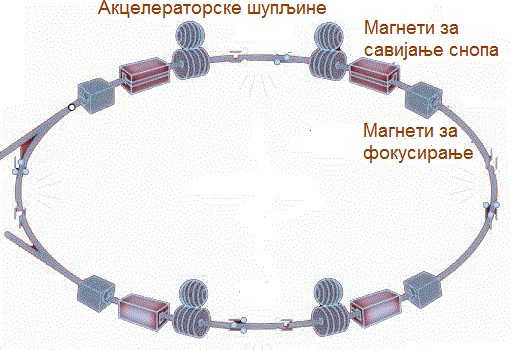 Акцелераторске шупљине
Магнети за
савијање снопа
Магнети за
фокусирање